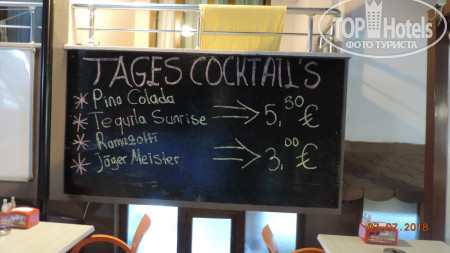 TOP Hotels
ФОТО ТУРИСТА
TAGES COCKTAIL'S
* Pina Colada
* Tequila Sunrise → 5,50 €
* Ramazotti
* Jäger Meister → 3,00 €
07.2018